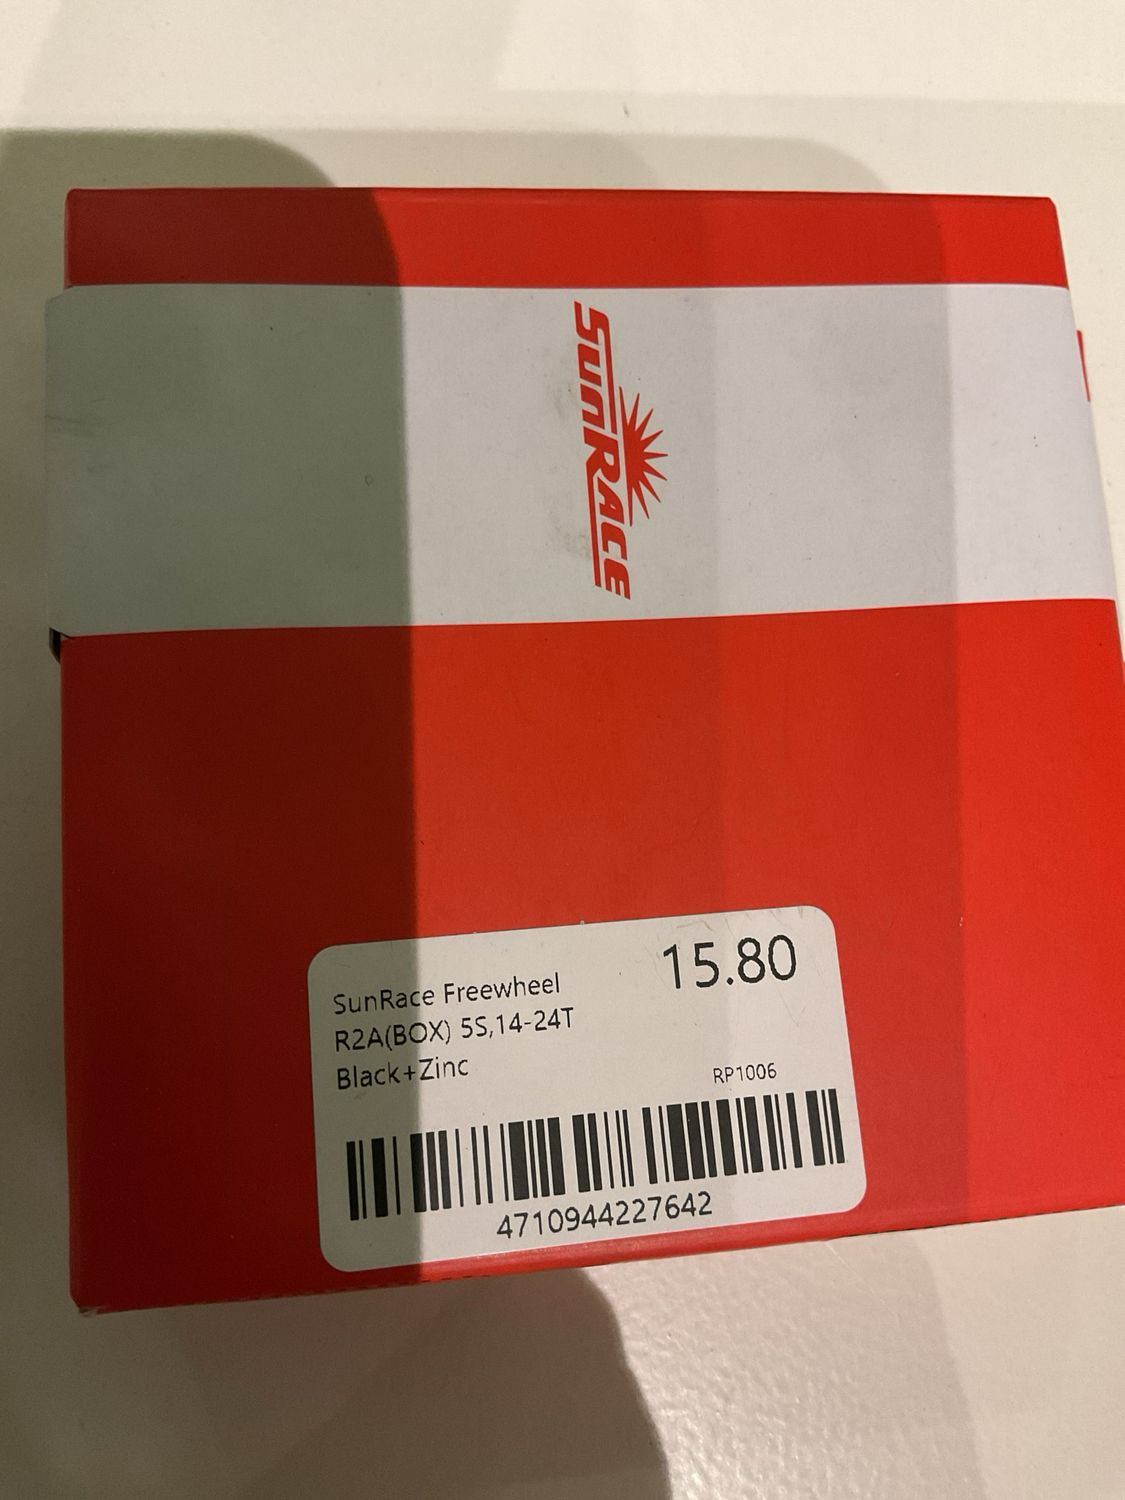 SUNRACE
SunRace Freewheel
15.80
R2A(BOX) 5S,14-24T
Black+Zinc
RP1006
4710944227642